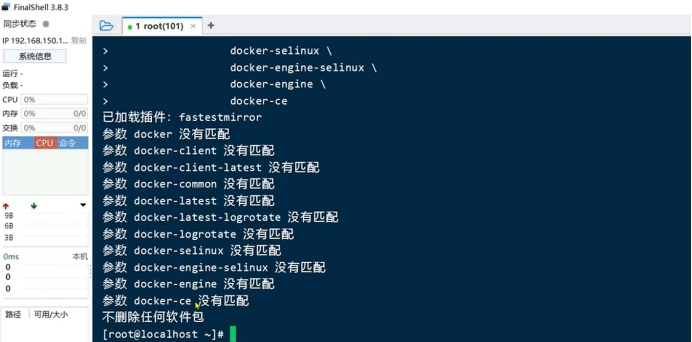 FinalShell 3.8.3
同步状态
1 root(101) × +
IP 192.168.150.1... 复制
系统信息
运行 -
负载 -
CPU 0%
内存 0% 0/0
交换 0% 0/0
内存 CPU 命令
9B
6B
3B
0ms 本机
0
0
0
路径 可用/大小
> docker-selinux \
> docker-engine-selinux \
> docker-engine \
> docker-ce
已加载插件：fastestmirror
参数 docker 没有匹配
参数 docker-client 没有匹配
参数 docker-client-latest 没有匹配
参数 docker-common 没有匹配
参数 docker-latest 没有匹配
参数 docker-latest-logrotate 没有匹配
参数 docker-logrotate 没有匹配
参数 docker-selinux 没有匹配
参数 docker-engine-selinux 没有匹配
参数 docker-engine 没有匹配
参数 docker-ce 没有匹配
不删除任何软件包
[root@localhost ~]#